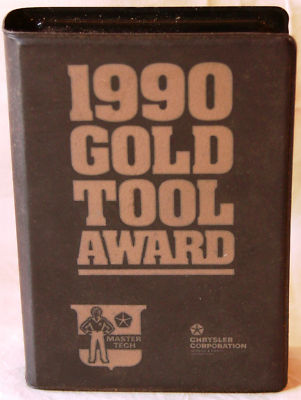 1990
GOLD
TOOL
AWARD
MASTER
TECH
CHRYSLER
CORPORATION